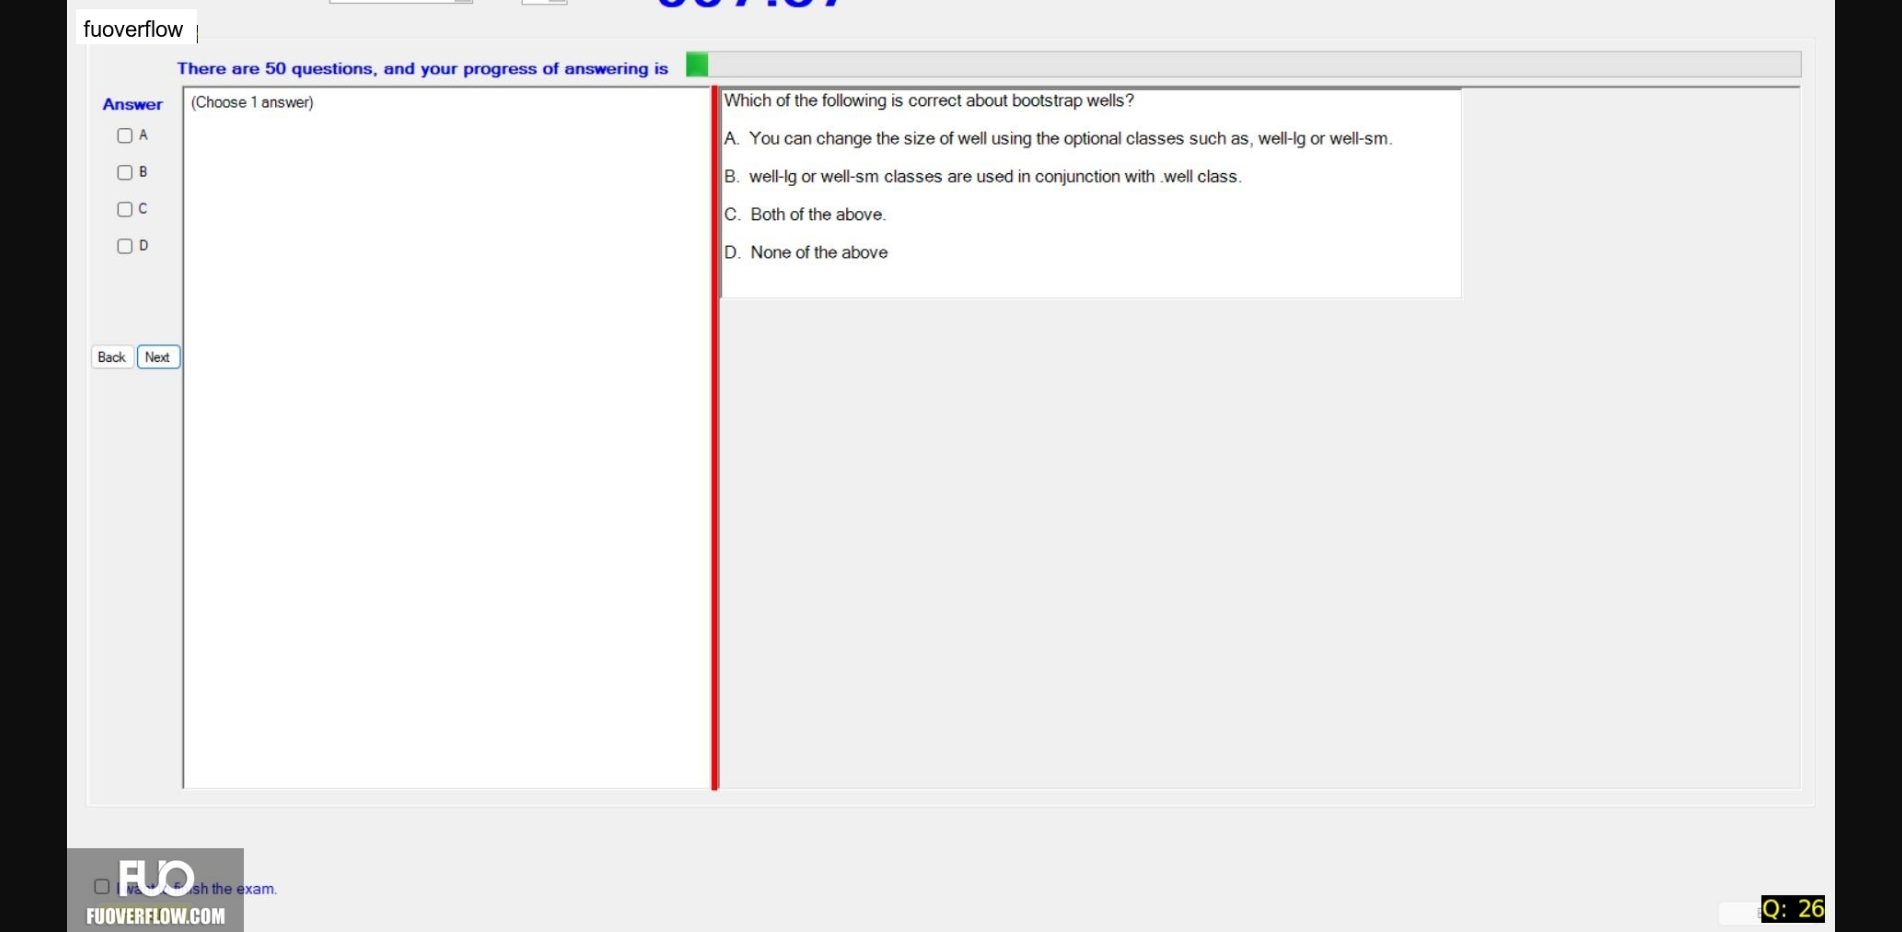 fuoverflow
There are 50 questions, and your progress of answering is
Answer
(Choose 1 answer)
A
B
C
D
Back Next
Which of the following is correct about bootstrap wells?
A. You can change the size of well using the optional classes such as, well-lg or well-sm.
B. well-lg or well-sm classes are used in conjunction with .well class.
C. Both of the above.
D. None of the above
FUO
I want finish the exam.
FUOVERFLOW.COM
Q: 26